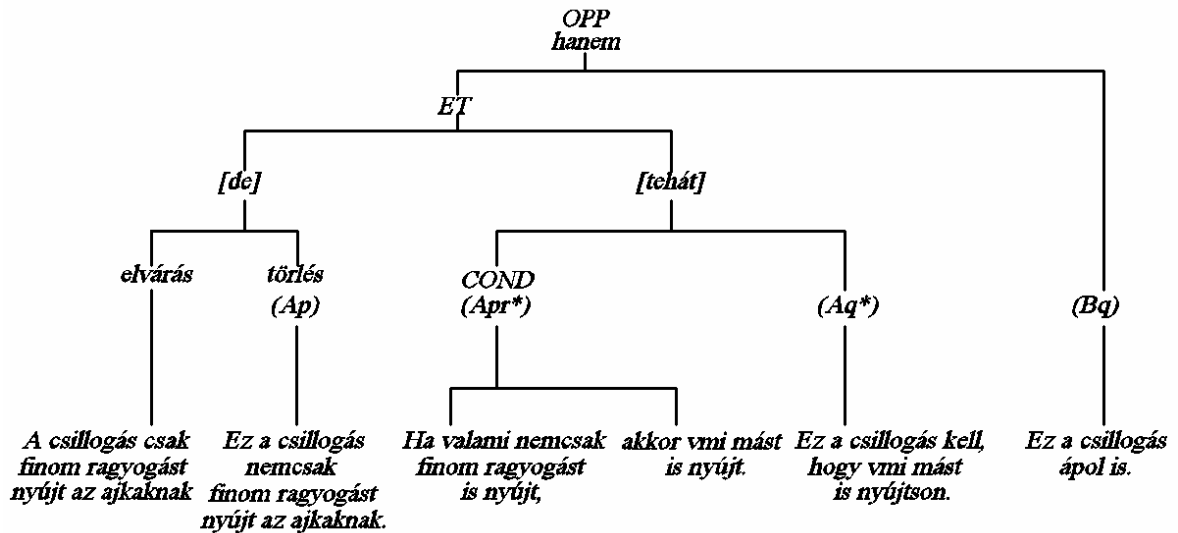 OPP
hanem
ET
[de]
[tehát]
elvárás
törlés
(Ap)
COND
(Apr*)
(Aq*)
(Bq)
A csillogás csak
finom ragyogást
nyújt az ajkaknak
Ez a csillogás
nemcsak
finom ragyogást
nyújt az ajkaknak.
Ha valami nemcsak
finom ragyogást
is nyújt,
akkor vmi mást
is nyújt.
Ez a csillogás kell,
hogy vmi mást
is nyújtson.
Ez a csillogás
ápol is.